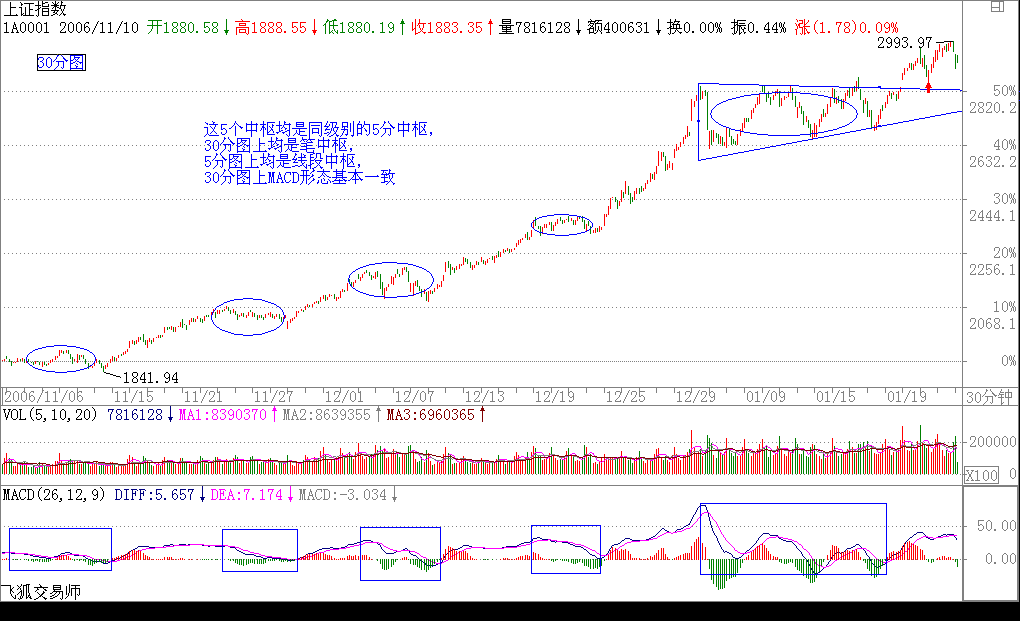 上证指数
1A0001 2006/11/10 开1880.58↓高1888.55↓低1880.19↑收1883.35↑量7816128↓额400631↓换0.00% 振0.44% 涨(1.78)0.09%
2993.97
30分图
50%
2820.2
这5个中枢均是同级别的5分中枢，
30分图上均是笔中枢，
5分图上均是线段中枢，
30分图上MACD形态基本一致
40%
2632.2
30%
2444.1
20%
2256.1
10%
2068.1
0%
1841.94
2006/11/06 11/15 11/21 11/27 12/01 12/07 12/13 12/19 12/25 12/29 01/09 01/15 01/19 30分钟
VOL(5,10,20) 7816128↓MA1:8390370↑MA2:8639355↑MA3:6960365↑
200000
X100 0
MACD(26,12,9) DIFF:5.657↓DEA:7.174↓MACD:-3.034↓
50.00
0.00
飞狐交易师